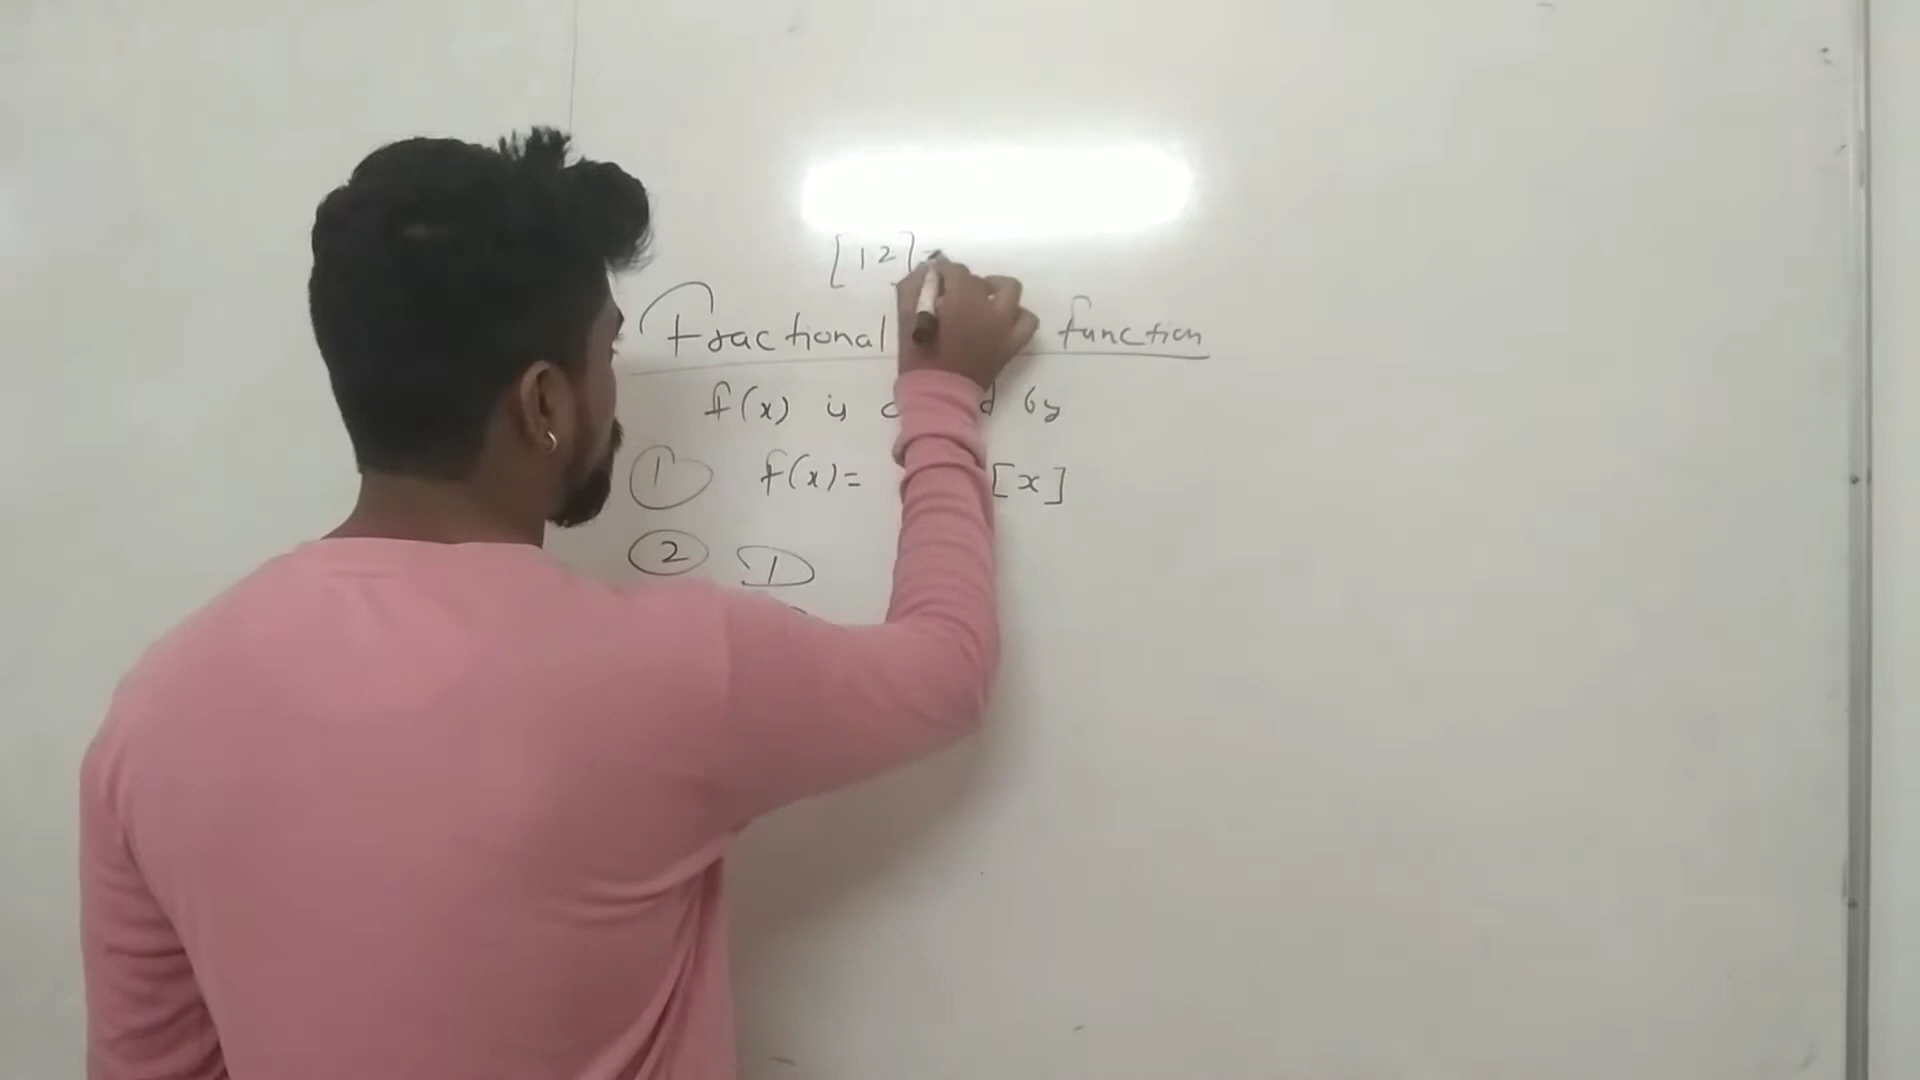 [12]=
Fractional function
f(x) is by
① f(x)= [x]
② D